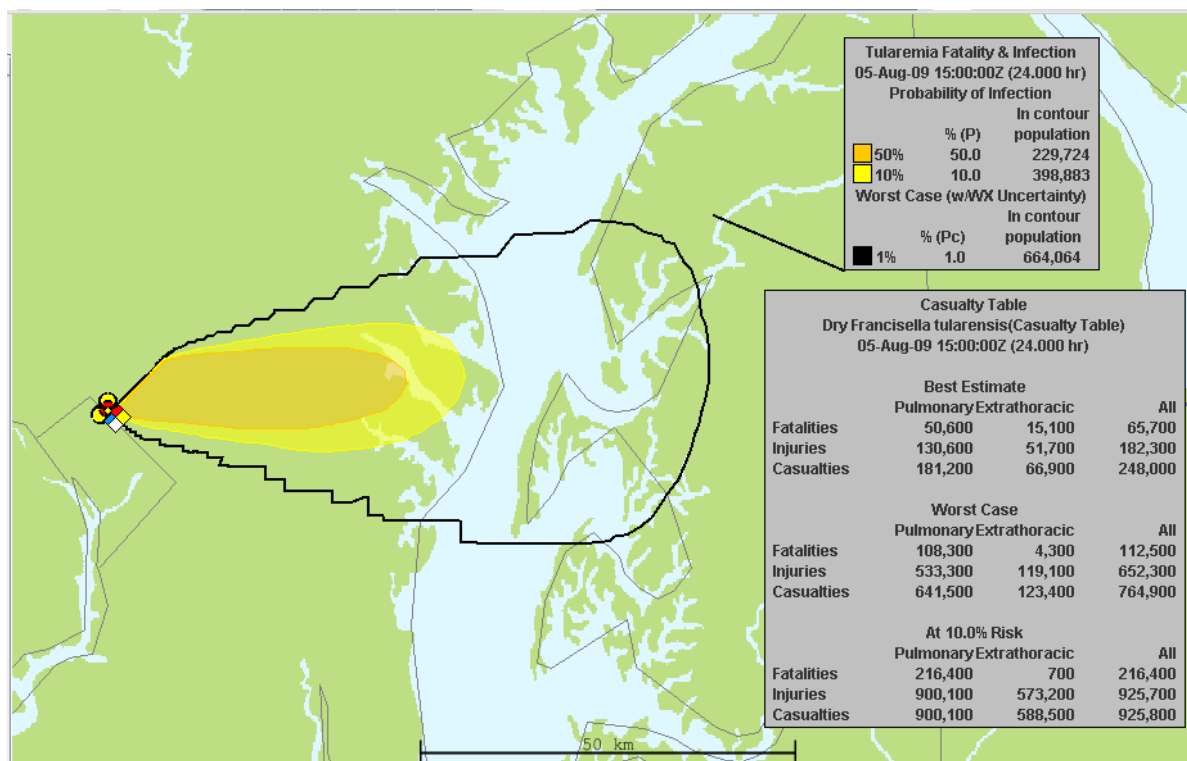 Tularemia Fatality & Infection
05-Aug-09 15:00:00Z (24.000 hr)
Probability of Infection
In contour
% (P) population
50% 50.0 229,724
10% 10.0 398,883
Worst Case (w/WX Uncertainty)
In contour
% (Pc) population
1% 1.0 664,064
Casualty Table
Dry Francisella tularensis(Casualty Table)
05-Aug-09 15:00:00Z (24.000 hr)
Best Estimate
Pulmonary Extrathoracic All
Fatalities 50,600 15,100 65,700
Injuries 130,600 51,700 182,300
Casualties 181,200 66,900 248,000
Worst Case
Pulmonary Extrathoracic All
Fatalities 108,300 4,300 112,500
Injuries 533,300 119,100 652,300
Casualties 641,500 123,400 764,900
At 10.0% Risk
Pulmonary Extrathoracic All
Fatalities 216,400 700 216,400
Injuries 900,100 573,200 925,700
Casualties 900,100 588,500 925,800
50 km